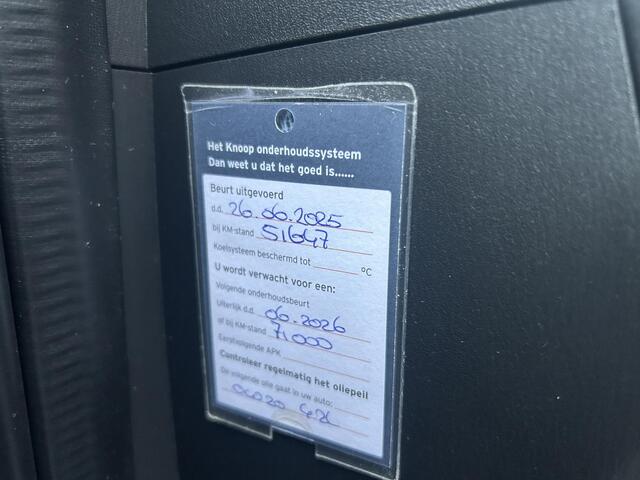 Het Knoop onderhoudssysteem
Dan weet u dat het goed is......
Beurt uitgevoerd
d.d. 26.06.2025
bij KM-stand 51647
Koelsysteem beschermd tot °C
U wordt verwacht voor een:
Volgende onderhoudsbeurt
Uiterlijk d.d. 06.2026
of bij KM-stand 71000
Eerstvolgende APK
Controleer regelmatig het oliepeil
De volgende olie gaat in uw auto: